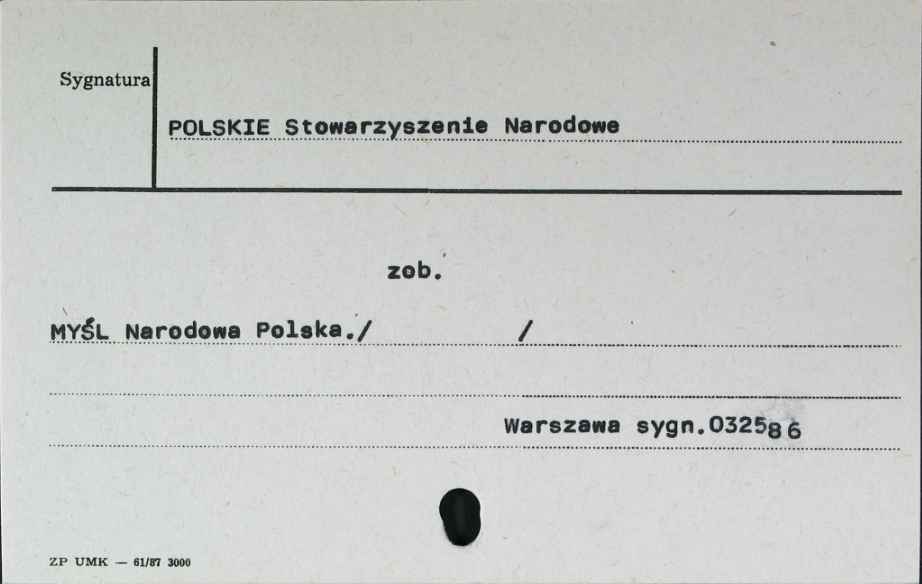 Sygnatura
POLSKIE Stowarzyszenie Narodowe
zob.
MYŚL Narodowa Polska./ /
Warszawa sygn.032586
ZP UMK — 61/87 3000